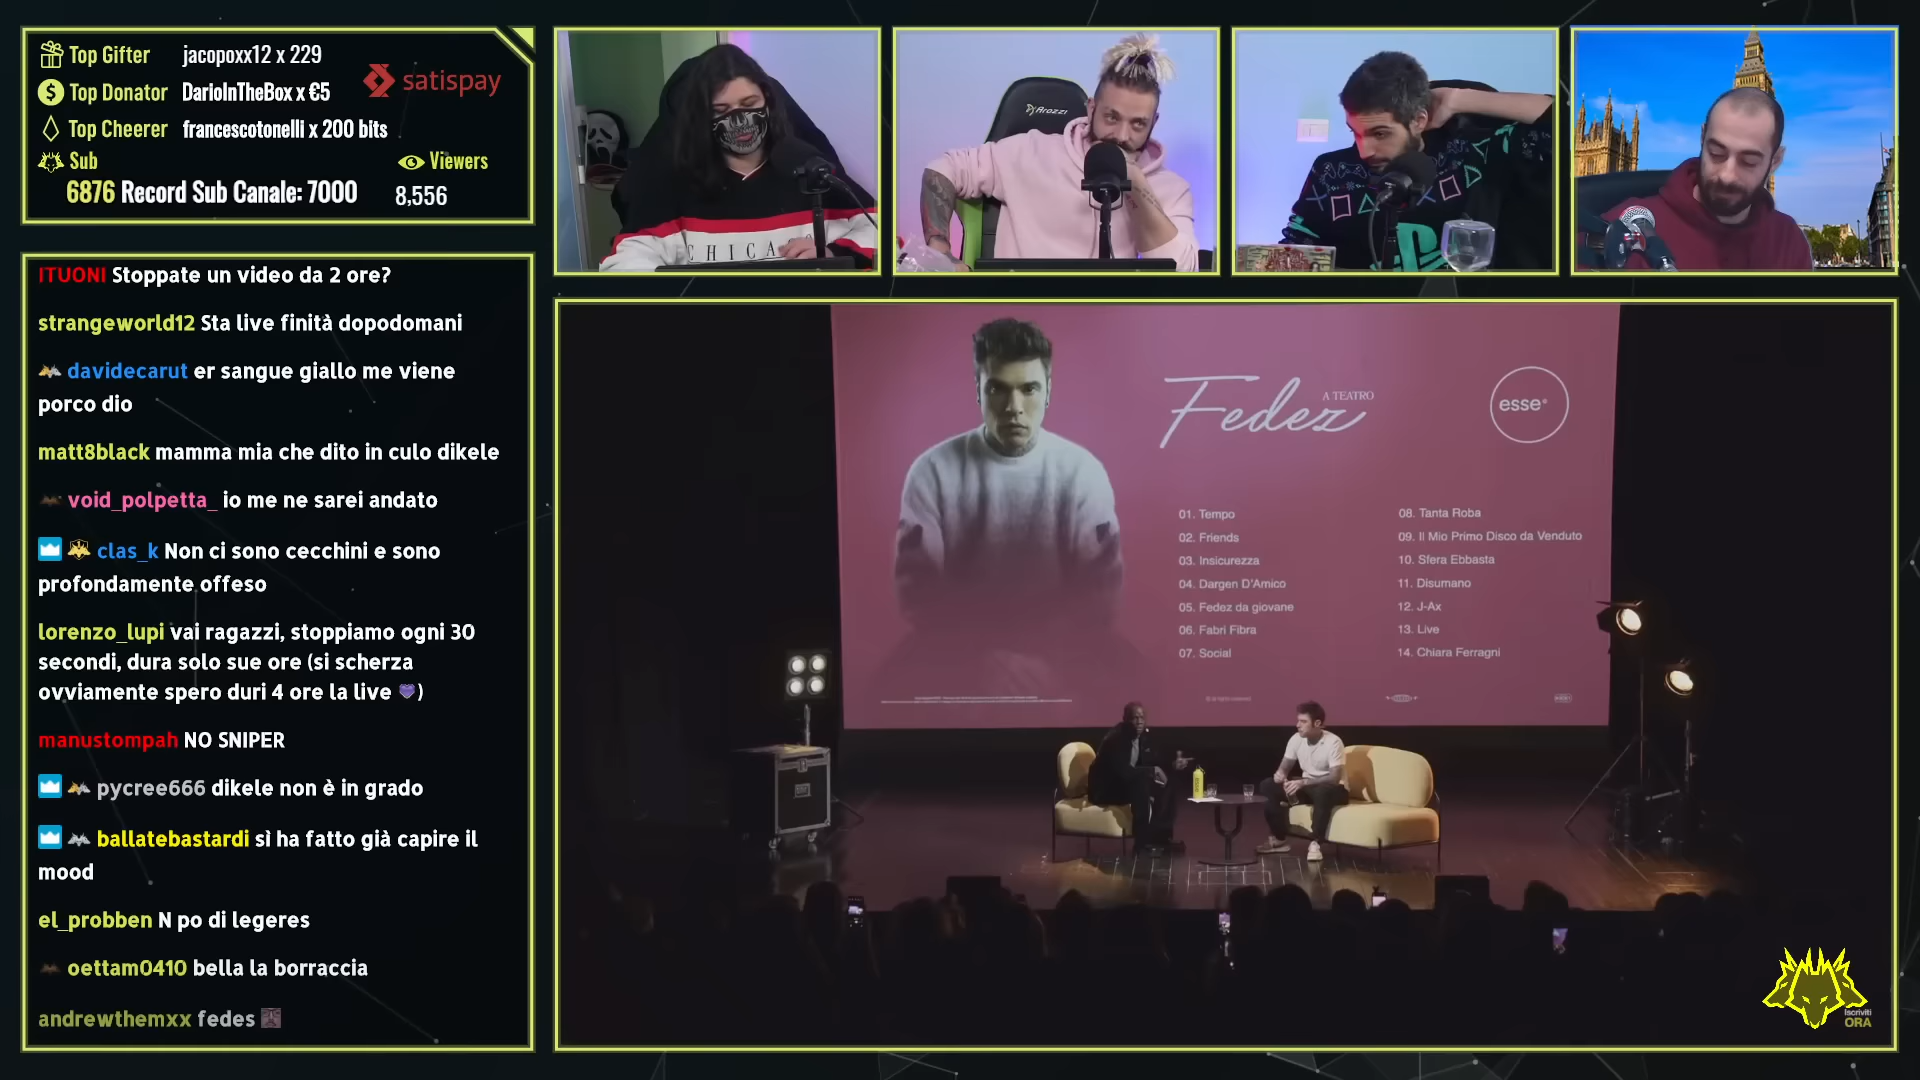 Top Gifter jacopoxx12 x 229
Top Donator DarioInTheBox x €5
satispay
Top Cheerer francescotonelli x 200 bits
Sub
Viewers
6876 Record Sub Canale: 7000
8,556
ITUONI Stoppate un video da 2 ore?
strangeworld12 Sta live finità dopodomani
davidecarut er sangue giallo me viene
porco dio
matt8black mamma mia che dito in culo dikele
void_polpetta_ io me ne sarei andato
clas_k Non ci sono cecchini e sono
profondamente offeso
lorenzo_lupi vai ragazzi, stoppiamo ogni 30
secondi, dura solo sue ore (si scherza
ovviamente spero duri 4 ore la live 💜)
manustompah NO SNIPER
pycree666 dikele non è in grado
ballatebastardi sì ha fatto già capire il
mood
el_probben N po di legeres
oettam0410 bella la borraccia
andrewthemxx fedes
Arozzi
CHICA
Fedez
A TEATRO
esse
01. Tempo
02. Friends
03. Insicurezza
04. Dargen D'Amico
05. Fedez da giovane
06. Fabri Fibra
07. Social
08. Tanta Roba
09. Il Mio Primo Disco da Venduto
10. Sfera Ebbasta
11. Disumano
12. J-Ax
13. Live
14. Chiara Ferragni
Iscriviti
ORA